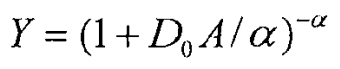 Y = (1 + D₀A/α)^{-α}